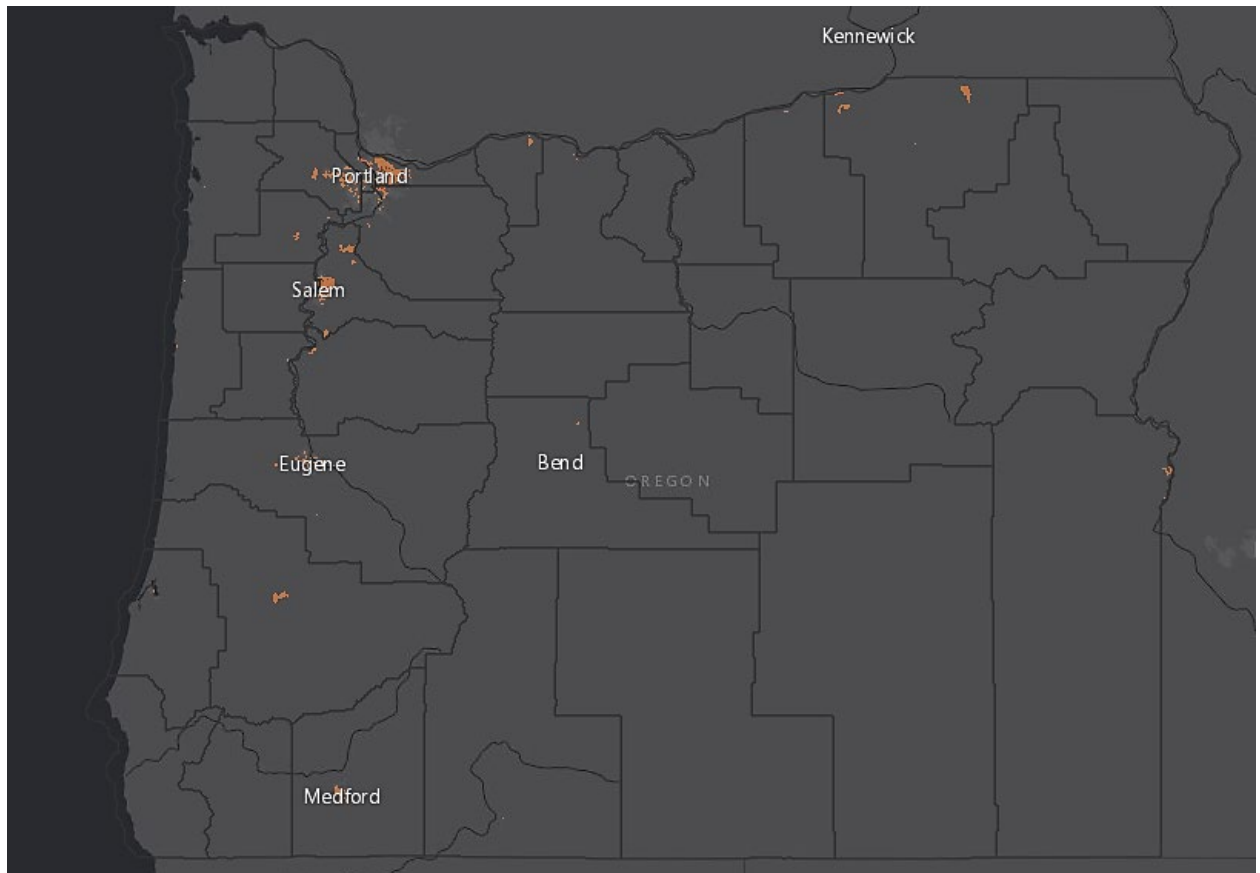 Kennewick
Portland
Salem
Eugene
Bend
OREGON
Medford